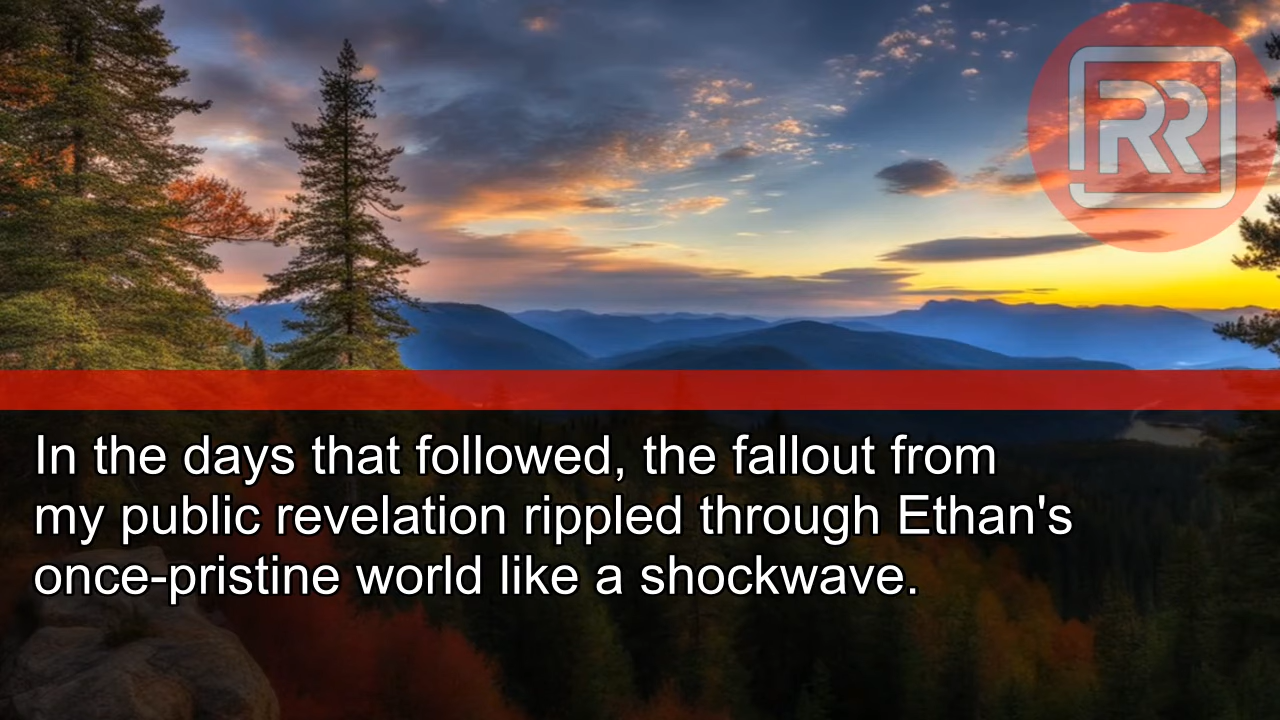 RR
In the days that followed, the fallout from
my public revelation rippled through Ethan's
once-pristine world like a shockwave.